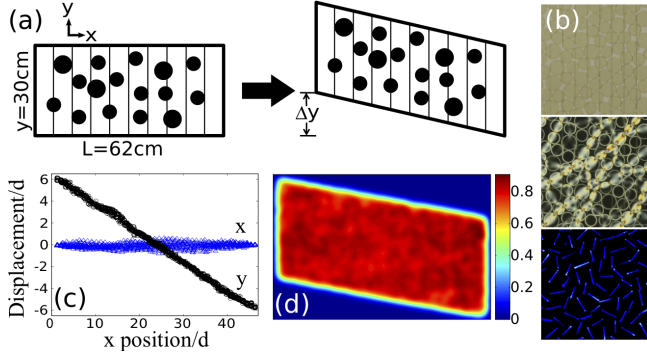 (a)
y
x
y=30cm
L=62cm
Δy
(b)
(c)
Displacement/d
6
4
2
0
-2
-4
-6
x
y
0
10
20
30
40
x position/d
(d)
0.8
0.6
0.4
0.2
0